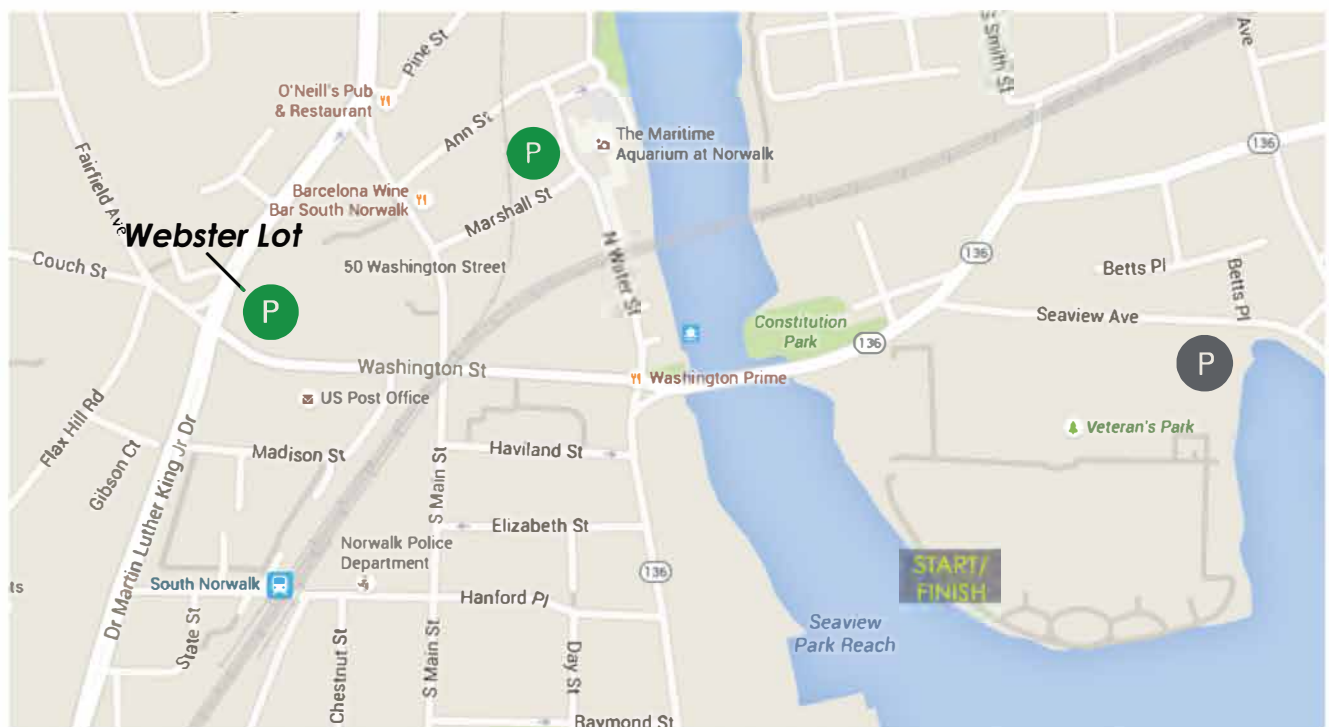 Pine St
S Smith St
Ave
O'Neill's Pub
& Restaurant
Ann St
P
The Maritime
Aquarium at Norwalk
136
Fairfield Ave
Barcelona Wine
Bar South Norwalk
Marshall St
Webster Lot
Couch St
50 Washington Street
N Water St
136
Betts Pl
Betts Pl
P
Constitution
Park
Seaview Ave
136
Washington St
Washington Prime
P
US Post Office
Flax Hill Rd
Gibson Ct
Madison St
Haviland St
Veteran's Park
Dr Martin Luther King Jr Dr
S Main St
Elizabeth St
Norwalk Police
Department
136
START/
FINISH
South Norwalk
Hanford Pl
Seaview
Park Reach
State St
Chestnut St
S Main St
Day St
Raymond St